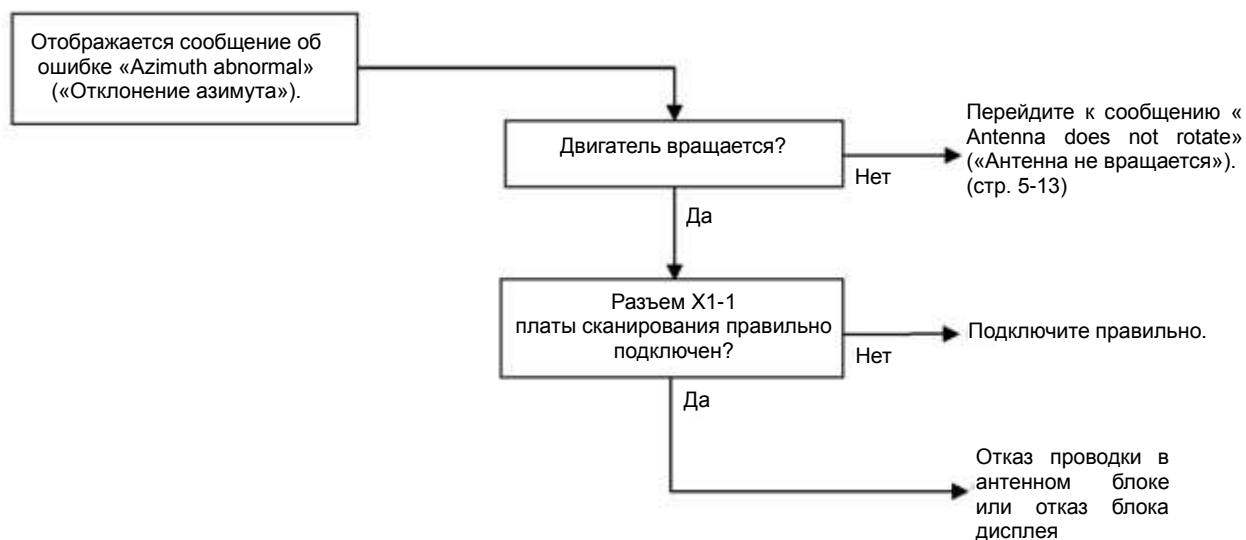 Отображается сообщение об
ошибке «Azimuth abnormal»
(«Отклонение азимута»).
Двигатель вращается?
Нет
Перейдите к сообщению «
Antenna does not rotate»
(«Антенна не вращается»).
(стр. 5-13)
Да
Разъем X1-1
платы сканирования правильно
подключен?
Нет
Подключите правильно.
Да
Отказ проводки в
антенном блоке
или отказ блока
дисплея